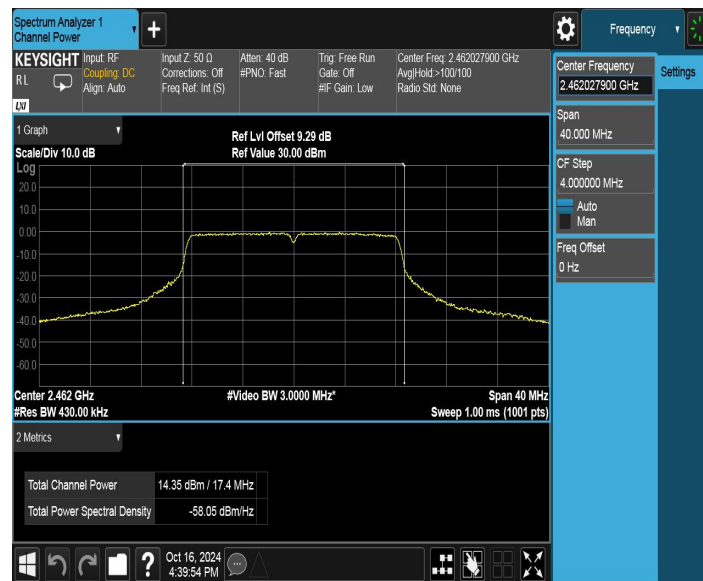 Spectrum Analyzer 1
Channel Power
Frequency
KEYSIGHT
RL
LXI
Input: RF
Coupling: DC
Align: Auto
Input Z: 50 Ω
Corrections: Off
Freq Ref: Int (S)
Atten: 40 dB
#PNO: Fast
Trig: Free Run
Gate: Off
#IF Gain: Low
Center Freq: 2.462027900 GHz
Avg|Hold:>100/100
Radio Std: None
Center Frequency
2.462027900 GHz
Settings
Span
40.000 MHz
CF Step
4.000000 MHz
Auto
Man
Freq Offset
0 Hz
1 Graph
Scale/Div 10.0 dB
Ref Lvl Offset 9.29 dB
Ref Value 30.00 dBm
Log
20.0
10.0
0.00
-10.0
-20.0
-30.0
-40.0
-50.0
-60.0
Center 2.462 GHz
#Video BW 3.0000 MHz*
Span 40 MHz
#Res BW 430.00 kHz
Sweep 1.00 ms (1001 pts)
2 Metrics
Total Channel Power 14.35 dBm / 17.4 MHz
Total Power Spectral Density -58.05 dBm/Hz
?
Oct 16, 2024
4:39:54 PM